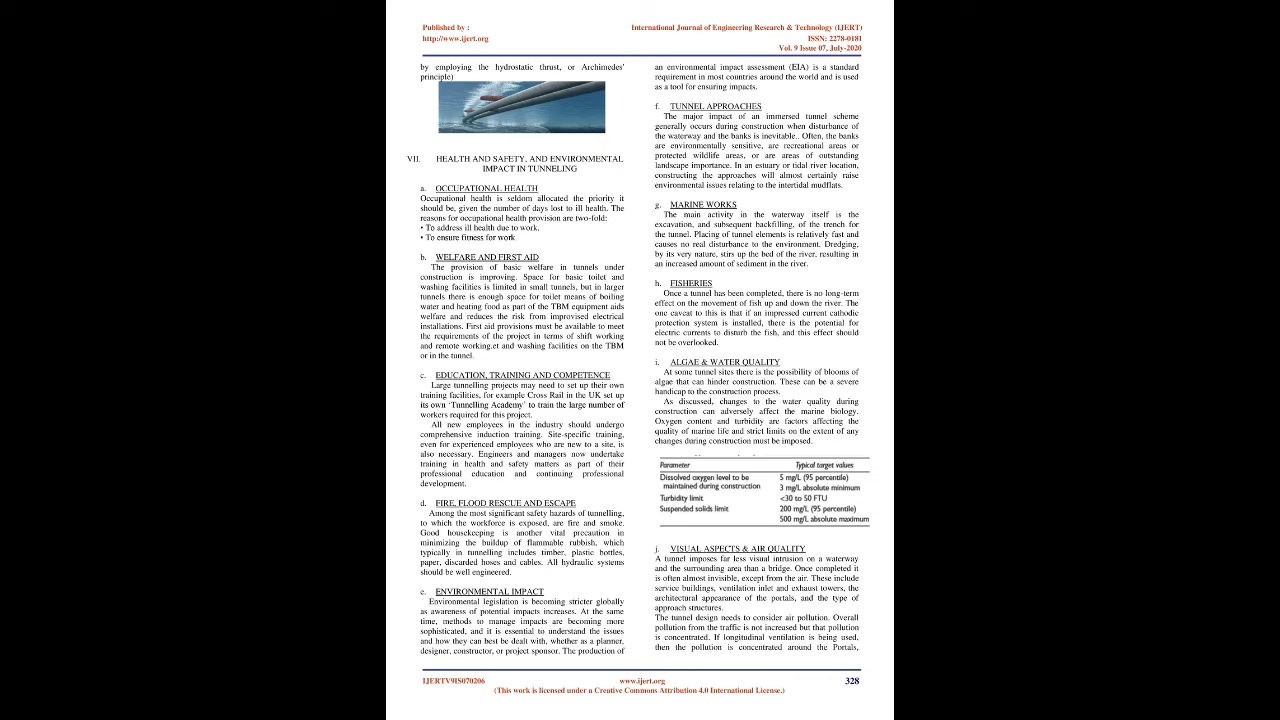 Published by :
http://www.ijert.org
International Journal of Engineering Research & Technology (IJERT)
ISSN: 2278-0181
Vol. 9 Issue 07, July-2020
by employing the hydrostatic thrust, or Archimedes'
principle)
VII. HEALTH AND SAFETY, AND ENVIRONMENTAL
IMPACT IN TUNNELING
a. OCCUPATIONAL HEALTH
Occupational health is seldom allocated the priority it
should be, given the number of days lost to ill health. The
reasons for occupational health provision are two-fold:
• To address ill health due to work.
• To ensure fitness for work.
b. WELFARE AND FIRST AID
The provision of basic welfare in tunnels under
construction is improving. Space for basic toilet and
washing facilities is limited in small tunnels, but in larger
tunnels there is enough space for toilet means of boiling
water and heating food as part of the TBM equipment aids
welfare and reduces the risk from improvised electrical
installations. First aid provisions must be available to meet
the requirements of the project in terms of shift working
and remote working.et and washing facilities on the TBM
or in the tunnel.
c. EDUCATION, TRAINING AND COMPETENCE
Large tunnelling projects may need to set up their own
training facilities, for example Cross Rail in the UK set up
its own 'Tunnelling Academy' to train the large number of
workers required for this project.
All new employees in the industry should undergo
comprehensive induction training. Site-specific training,
even for experienced employees who are new to a site, is
also necessary. Engineers and managers now undertake
training in health and safety matters as part of their
professional education and continuing professional
development.
d. FIRE, FLOOD RESCUE AND ESCAPE
Among the most significant safety hazards of tunnelling,
to which the workforce is exposed, are fire and smoke.
Good housekeeping is another vital precaution in
minimizing the buildup of flammable rubbish, which
typically in tunnelling includes timber, plastic bottles,
paper, discarded hoses and cables. All hydraulic systems
should be well engineered.
e. ENVIRONMENTAL IMPACT
Environmental legislation is becoming stricter globally
as awareness of potential impacts increases. At the same
time, methods to manage impacts are becoming more
sophisticated, and it is essential to understand the issues
and how they can best be dealt with, whether as a planner,
designer, constructor, or project sponsor. The production of
an environmental impact assessment (EIA) is a standard
requirement in most countries around the world and is used
as a tool for ensuring impacts.
f. TUNNEL APPROACHES
The major impact of an immersed tunnel scheme
generally occurs during construction when disturbance of
the waterway and the banks is inevitable.. Often, the banks
are environmentally sensitive, are recreational areas or
protected wildlife areas, or are areas of outstanding
landscape importance. In an estuary or tidal river location,
constructing the approaches will almost certainly raise
environmental issues relating to the intertidal mudflats.
g. MARINE WORKS
The main activity in the waterway itself is the
excavation, and subsequent backfilling, of the trench for
the tunnel. Placing of tunnel elements is relatively fast and
causes no real disturbance to the environment. Dredging,
by its very nature, stirs up the bed of the river, resulting in
an increased amount of sediment in the river.
h. FISHERIES
Once a tunnel has been completed, there is no long-term
effect on the movement of fish up and down the river. The
one caveat to this is that if an impressed current cathodic
protection system is installed, there is the potential for
electric currents to disturb the fish, and this effect should
not be overlooked.
i. ALGAE & WATER QUALITY
At some tunnel sites there is the possibility of blooms of
algae that can hinder construction. These can be a severe
handicap to the construction process.
As discussed, changes to the water quality during
construction can adversely affect the marine biology.
Oxygen content and turbidity are factors affecting the
quality of marine life and strict limits on the extent of any
changes during construction must be imposed.
Parameter Typical target values
Dissolved oxygen level to be 5 mg/L (95 percentile)
maintained during construction 3 mg/L absolute minimum
Turbidity limit <30 to 50 FTU
Suspended solids limit 200 mg/L (95 percentile)
500 mg/L absolute maximum
j. VISUAL ASPECTS & AIR QUALITY
A tunnel imposes far less visual intrusion on a waterway
and the surrounding area than a bridge. Once completed it
is often almost invisible, except from the air. These include
service buildings, ventilation inlet and exhaust towers, the
architectural appearance of the portals, and the type of
approach structures.
The tunnel design needs to consider air pollution. Overall
pollution from the traffic is not increased but that pollution
is concentrated. If longitudinal ventilation is being used,
then the pollution is concentrated around the Portals,
IJERTV9IS070206
www.ijert.org
328
(This work is licensed under a Creative Commons Attribution 4.0 International License.)